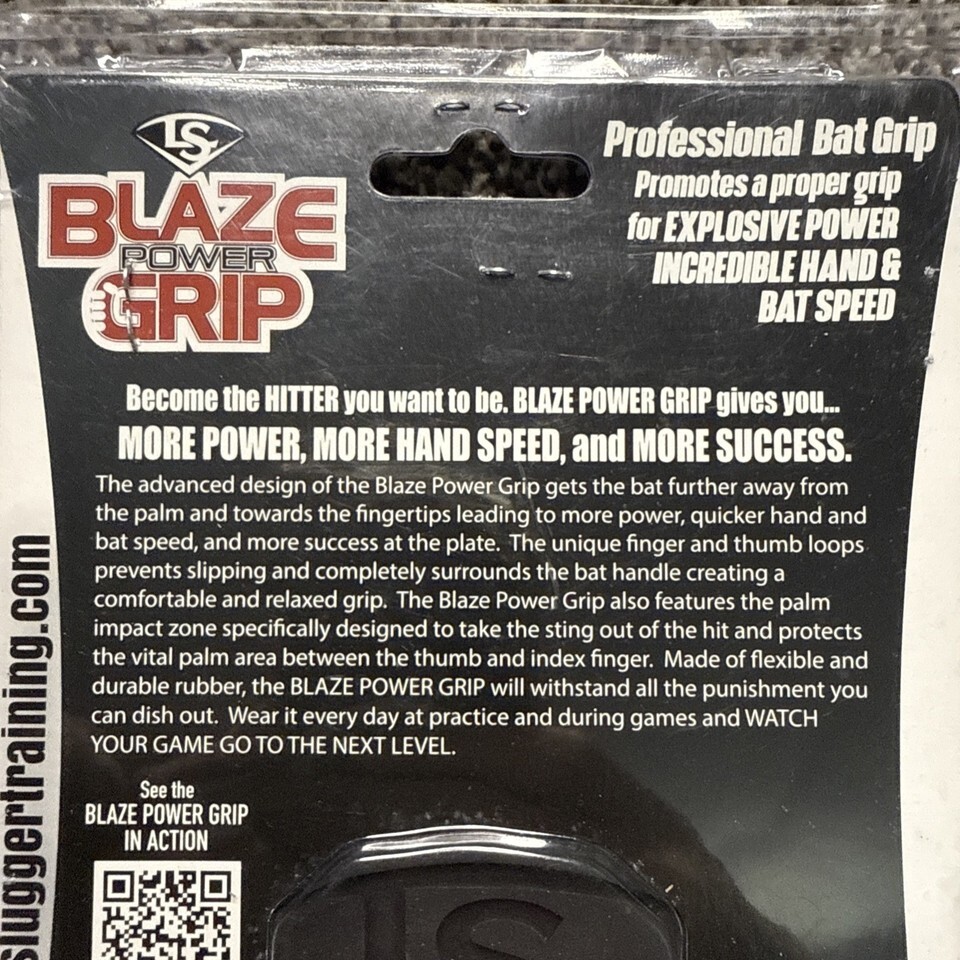 LS
BLAZE
POWER
GRIP
Professional Bat Grip
Promotes a proper grip
for EXPLOSIVE POWER
INCREDIBLE HAND &
BAT SPEED
Become the HITTER you want to be. BLAZE POWER GRIP gives you...
MORE POWER, MORE HAND SPEED, and MORE SUCCESS.
The advanced design of the Blaze Power Grip gets the bat further away from
the palm and towards the fingertips leading to more power, quicker hand and
bat speed, and more success at the plate. The unique finger and thumb loops
prevents slipping and completely surrounds the bat handle creating a
comfortable and relaxed grip. The Blaze Power Grip also features the palm
impact zone specifically designed to take the sting out of the hit and protects
the vital palm area between the thumb and index finger. Made of flexible and
durable rubber, the BLAZE POWER GRIP will withstand all the punishment you
can dish out. Wear it every day at practice and during games and WATCH
YOUR GAME GO TO THE NEXT LEVEL.
See the
BLAZE POWER GRIP
IN ACTION
sluggertraining.com
LS